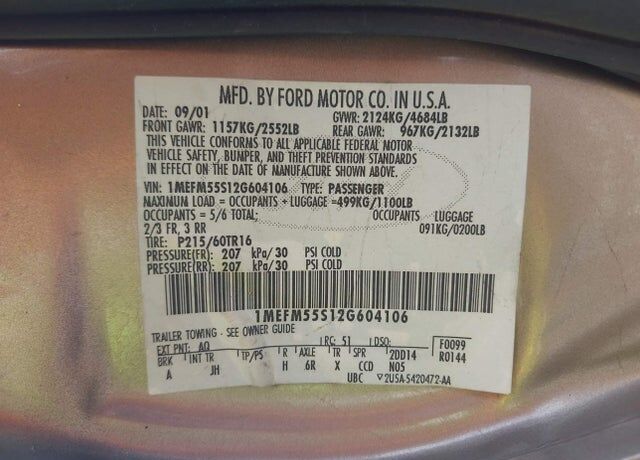 MFD. BY FORD MOTOR CO. IN U.S.A.
DATE: 09/01 GVWR: 2124KG/4684LB
FRONT GAWR: 1157KG/2552LB REAR GAWR: 967KG/2132LB
THIS VEHICLE CONFORMS TO ALL APPLICABLE FEDERAL MOTOR
VEHICLE SAFETY, BUMPER, AND THEFT PREVENTION STANDARDS
IN EFFECT ON THE DATE OF MANUFACTURE SHOWN ABOVE.
VIN: 1MEFM55S12G604106 TYPE: PASSENGER
MAXIMUM LOAD = OCCUPANTS + LUGGAGE =499KG/1100LB
OCCUPANTS = 5/6 TOTAL; OCCUPANTS LUGGAGE
2/3 FR, 3 RR 091KG/0200LB
TIRE: P215/60TR16
PRESSURE(FR): 207 kPa/30 PSI COLD
PRESSURE(RR): 207 kPa/30 PSI COLD
1MEFM55S12G604106
TRAILER TOWING - SEE OWNER GUIDE
EXT PNT: AQ RC: 51 DSO: F0099
BRK INT TR TP/PS R AXLE TR SPR 2DD14 R0144
A JH H 6R X CCD N05
UBC ▽2USA-5420472-AA